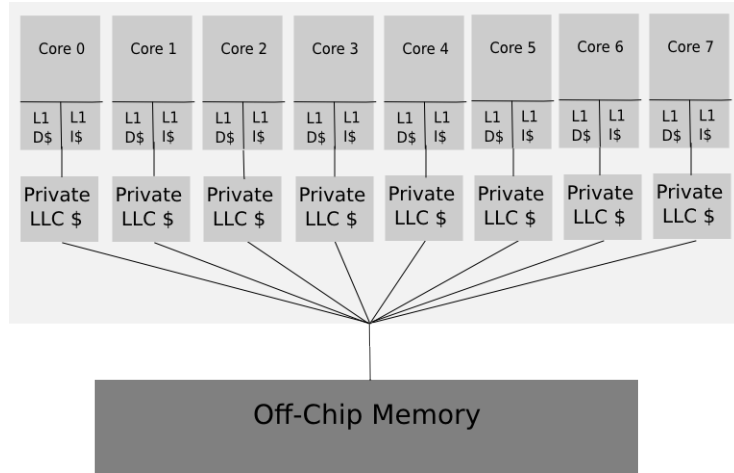 Core 0 Core 1 Core 2 Core 3 Core 4 Core 5 Core 6 Core 7
L1 L1 L1 L1 L1 L1 L1 L1 L1 L1 L1 L1 L1 L1 L1 L1
D$ I$ D$ I$ D$ I$ D$ I$ D$ I$ D$ I$ D$ I$ D$ I$
Private Private Private Private Private Private Private Private
LLC $ LLC $ LLC $ LLC $ LLC $ LLC $ LLC $ LLC $
Off-Chip Memory